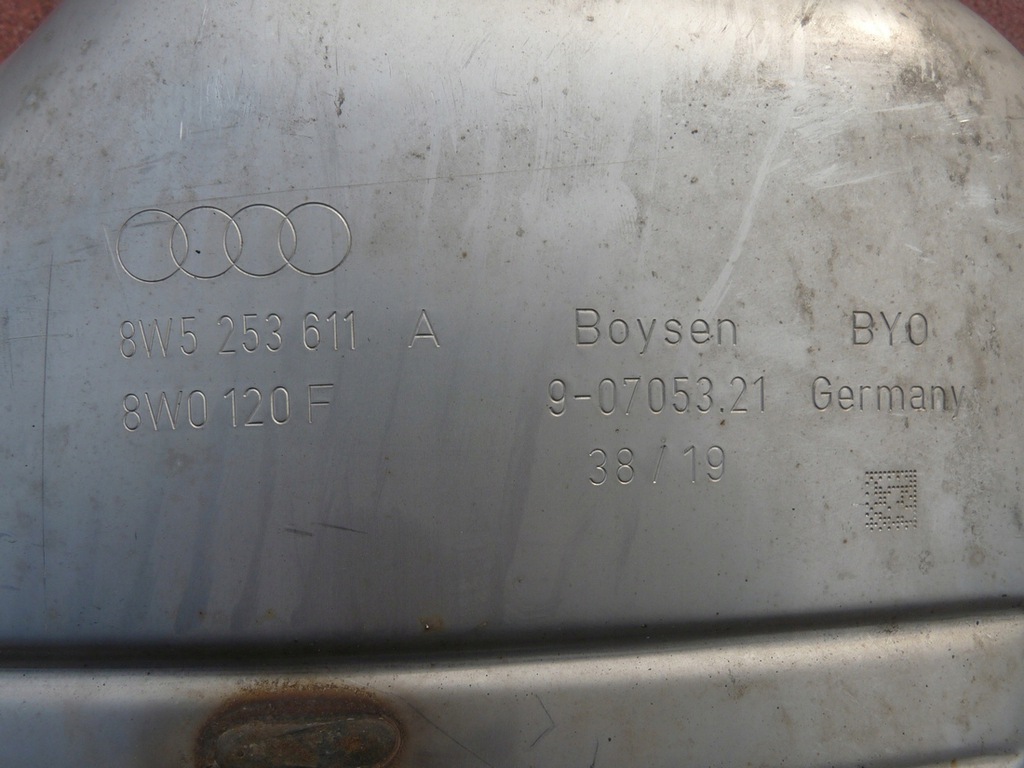 8W5 253 611 A
8W0 120 F
Boysen BYO
9-07053.21 Germany
38/19